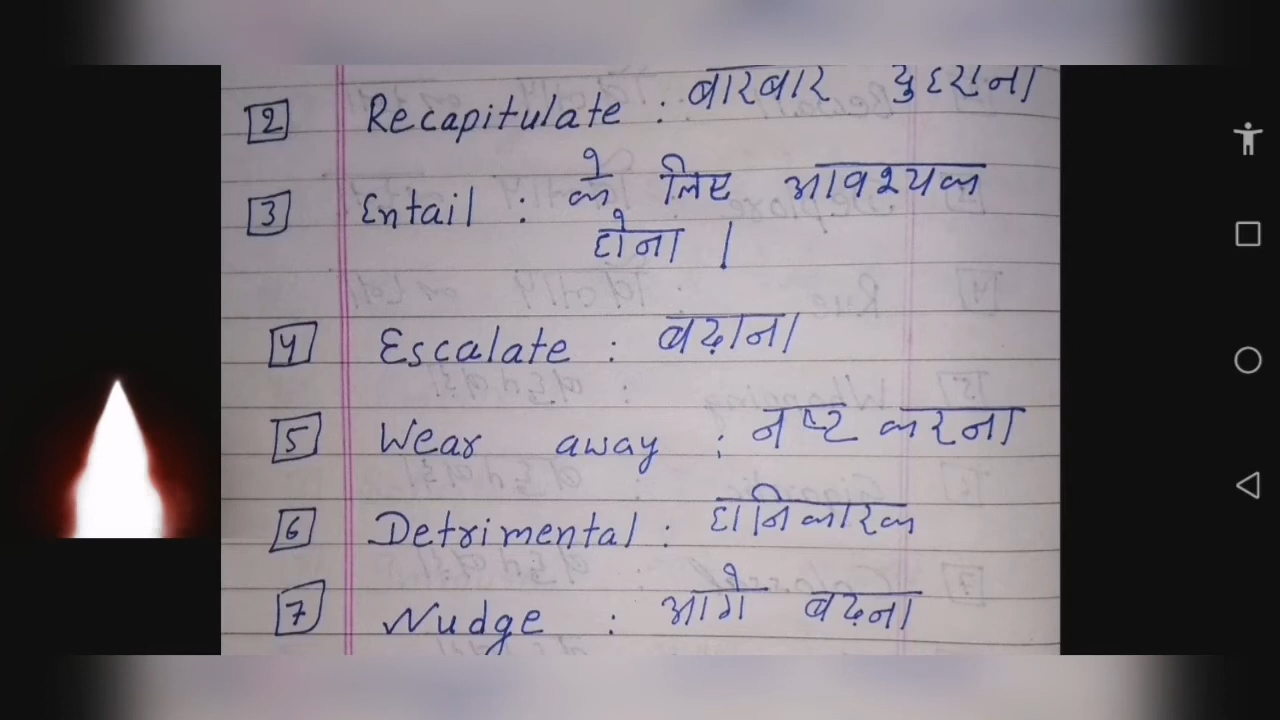 2 Recapitulate : बारबार दुहराना
3 Entail : के लिए आवश्यक
होना ।
4 Escalate : बढ़ाना
5 Wear away : नष्ट करना
6 Detrimental : हानिकारक
7 Nudge : आगे बढ़ना